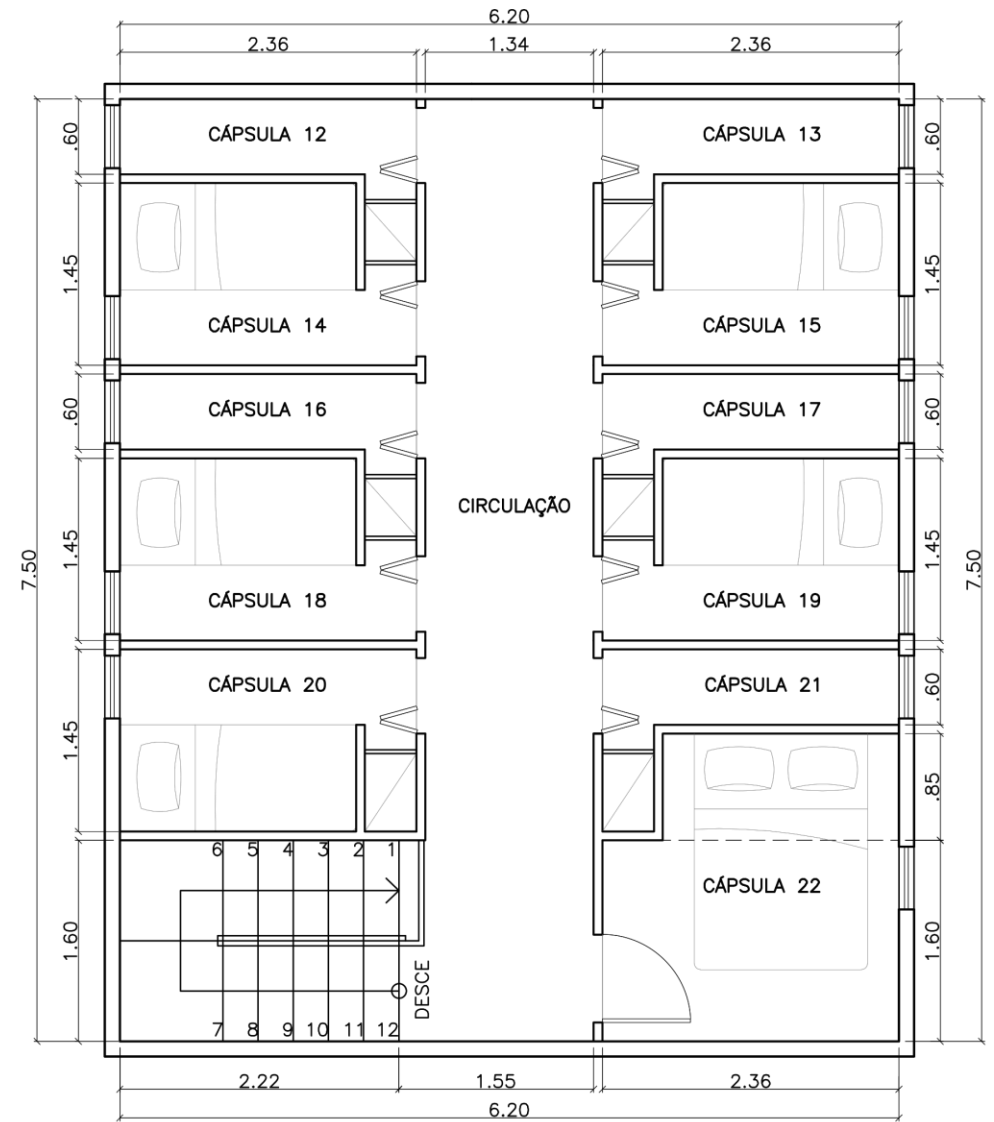 6.20
2.36
1.34
2.36
.60
CÁPSULA 12
CÁPSULA 13
.60
1.45
1.45
CÁPSULA 14
CÁPSULA 15
.60
CÁPSULA 16
CÁPSULA 17
.60
CIRCULAÇÃO
7.50
1.45
1.45
7.50
CÁPSULA 18
CÁPSULA 19
CÁPSULA 20
CÁPSULA 21
.60
1.45
.85
6
5
4
3
2
1
CÁPSULA 22
1.60
1.60
DESCE
7
8
9
10
11
12
2.22
1.55
2.36
6.20